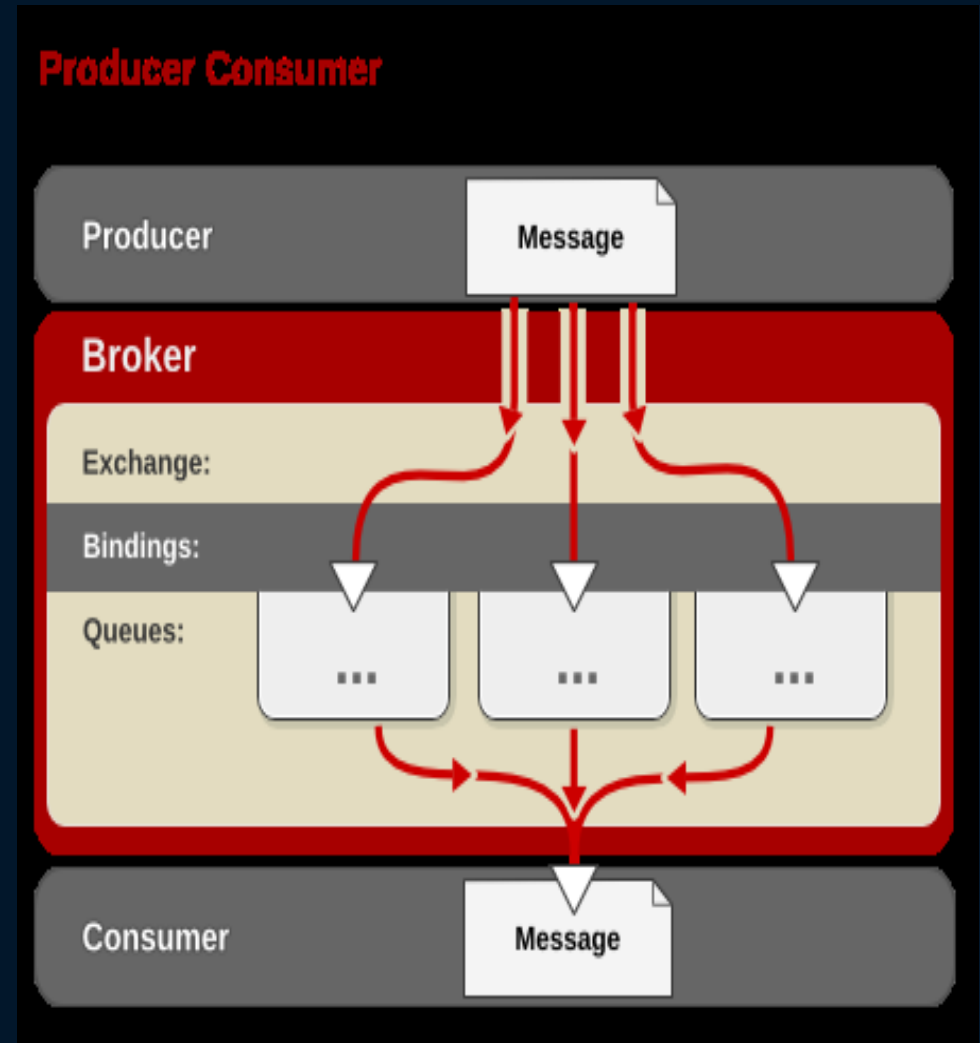 Producer Consumer
Producer
Message
Broker
Exchange:
Bindings:
Queues:
... ... ...
Consumer
Message